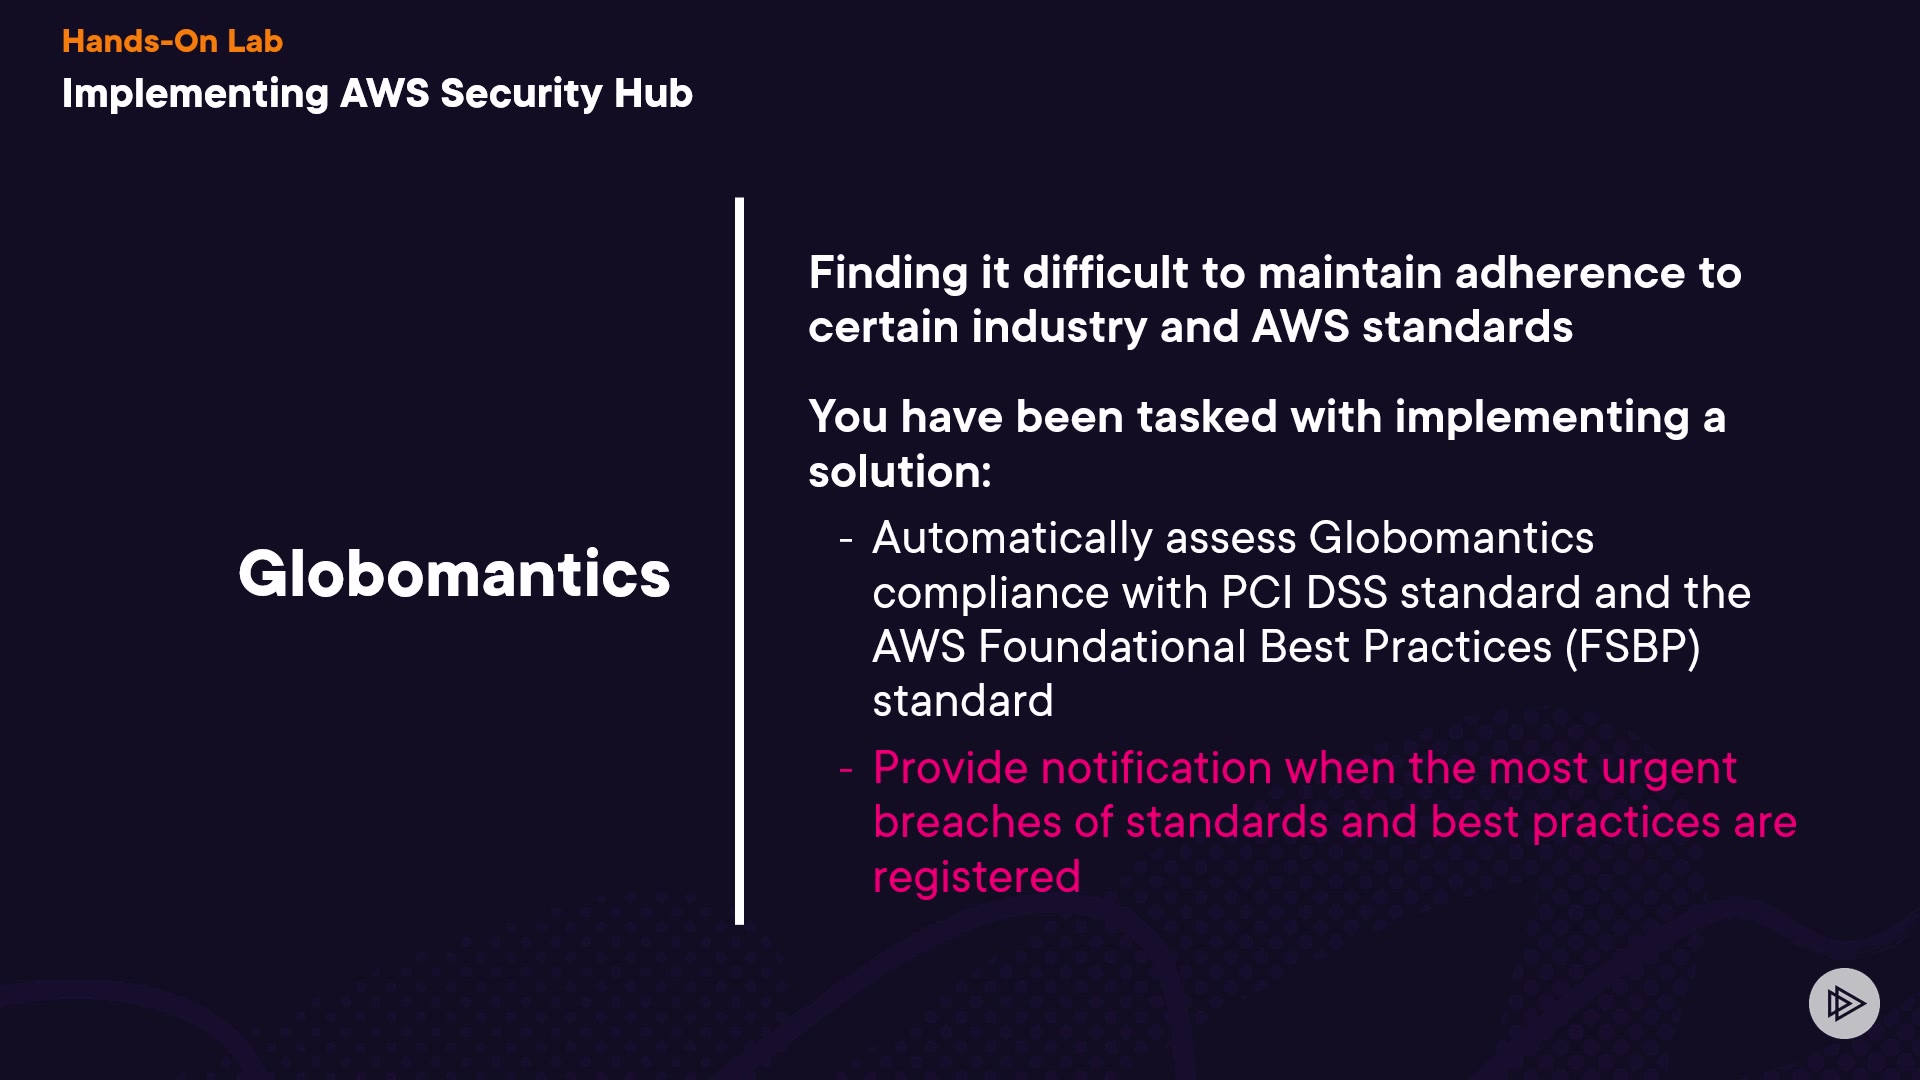 Hands-On Lab
Implementing AWS Security Hub
Globomantics
Finding it difficult to maintain adherence to
certain industry and AWS standards
You have been tasked with implementing a
solution:
- Automatically assess Globomantics
compliance with PCI DSS standard and the
AWS Foundational Best Practices (FSBP)
standard
- Provide notification when the most urgent
breaches of standards and best practices are
registered